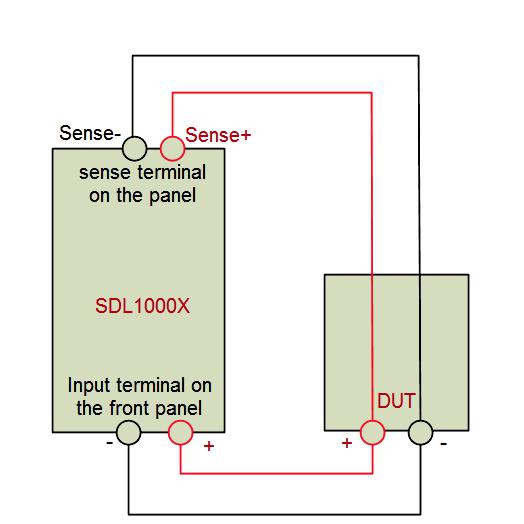 Sense-
Sense+
sense terminal
on the panel
SDL1000X
Input terminal on
the front panel
DUT
-
+
+
-